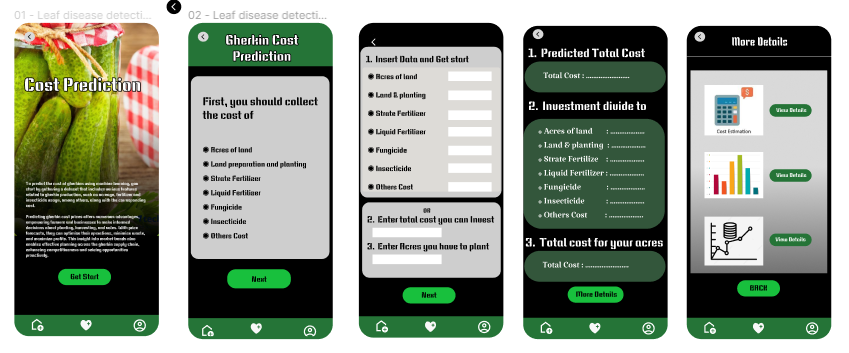 01 - Leaf disease detecti...
02 - Leaf disease detecti...
Cost Prediction
To predict the cost of gherkins using machine learning, you
start by gathering a dataset that includes various features
related to gherkin production, such as acreage, fertilizer and
insecticide usage, among others, along with the corresponding
cost.
Predicting gherkin cost prices offers numerous advantages,
empowering farmers and businesses to make informed
decisions about planting, harvesting, and sales. With price
forecasts, they can optimize their operations, minimize waste,
and maximize profits. This insight into market trends also
enables effective planning across the gherkin supply chain,
enhancing competitiveness and seizing opportunities
proactively.
Get Start
Gherkin Cost
Prediction
First, you should collect
the cost of
Acres of land
Land preparation and planting
Strate Fertilizer
Liquid Fertilizer
Fungicide
Insecticide
Others Cost
Next
1. Insert Data and Get start
Acres of land
Land & planting
Strate Fertilizer
Liquid Fertilizer
Fungicide
Insecticide
Others Cost
OR
2. Enter total cost you can Invest
3. Enter Acres you have to plant
Next
1. Predicted Total Cost
Total Cost : .......................
2. Investment divide to
Acres of land : ..................
Land & planting : ..................
Strate Fertilize : ..................
Liquid Fertilizer : ..................
Fungicide : ..................
Insecticide : ..................
Others Cost : ..................
3. Total cost for your acres
Total Cost : .......................
More Details
More Details
Cost Estimation
View Details
View Details
View Details
BACK